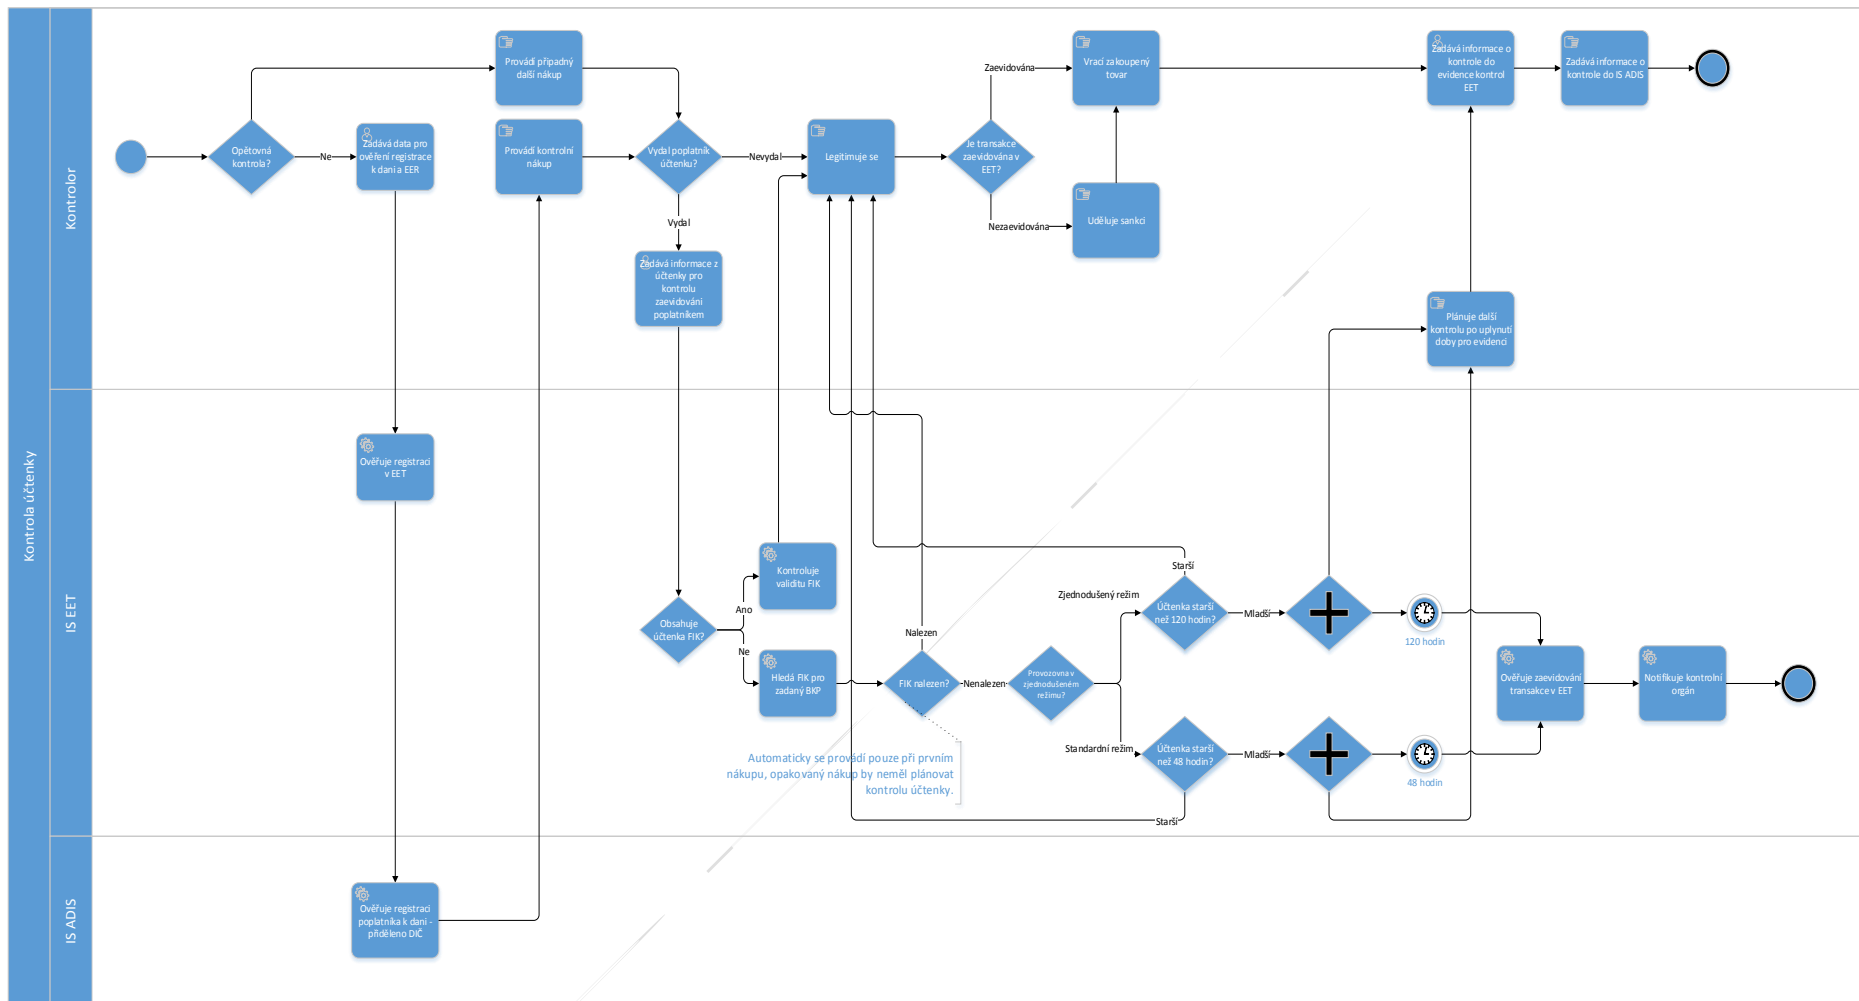 Kontrola účtenky
Kontrolor
IS EET
IS ADIS
Opětovná
kontrola?
Ne
Zádává data pro
ověření registrace
k dani a EER
Provádí připadný
další nákup
Provádí kontrolní
nákup
Vydal poplatník
účtenku?
Nevydal
Vydal
Zádává informace z
účtenky pro
kontrolu
zaevidování
poplatníkem
Legitimuje se
Je transakce
zaevidována v
EET?
Zaevidována
Nezaevidována
Vrací zakoupený
tovar
Uděluje sankci
Zadává informace o
kontrole do
evidence kontrol
EET
Zadává informace o
kontrole do IS ADIS
Plánuje další
kontrolu po uplynutí
doby pro evidenci
Ověřuje registraci
v EET
Obsahuje
účtenka FIK?
Ano
Ne
Kontroluje
validitu FIK
Hledá FIK pro
zadaný BKP
FIK nalezen?
Nalezen
Nenalezen
Automaticky se provádí pouze při prvním
nákupu, opakovaný nákup by neměl plánovat
kontrolu účtenky.
Provozovna v
zjednodušeném
režimu?
Zjednodušený režim
Standardní režim
Účtenka starší
než 120 hodin?
Starší
Mladší
120 hodin
Účtenka starší
než 48 hodin?
Starší
Mladší
48 hodin
Ověřuje zaevidování
transakce v EET
Notifikuje kontrolní
orgán
Ověřuje registraci
poplatníka k dani -
přiděleno DIČ